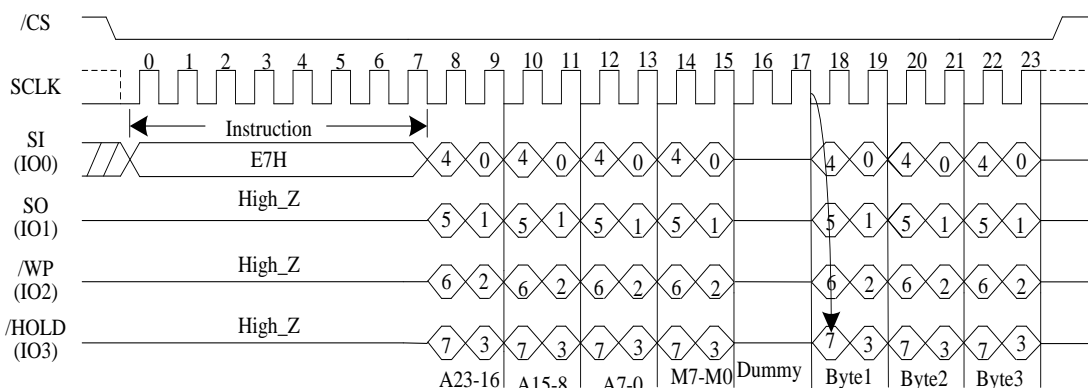 /CS
0 1 2 3 4 5 6 7 8 9 10 11 12 13 14 15 16 17 18 19 20 21 22 23
SCLK
Instruction
SI
(IO0)
E7H
4 0 4 0 4 0 4 0 4 0 4 0 4 0
High_Z
SO
(IO1)
5 1 5 1 5 1 5 1 5 1 5 1 5 1
High_Z
/WP
(IO2)
6 2 6 2 6 2 6 2 6 2 6 2 6 2
High_Z
/HOLD
(IO3)
7 3 7 3 7 3 7 3 7 3 7 3 7 3
A23-16 A15-8 A7-0 M7-M0 Dummy Byte1 Byte2 Byte3